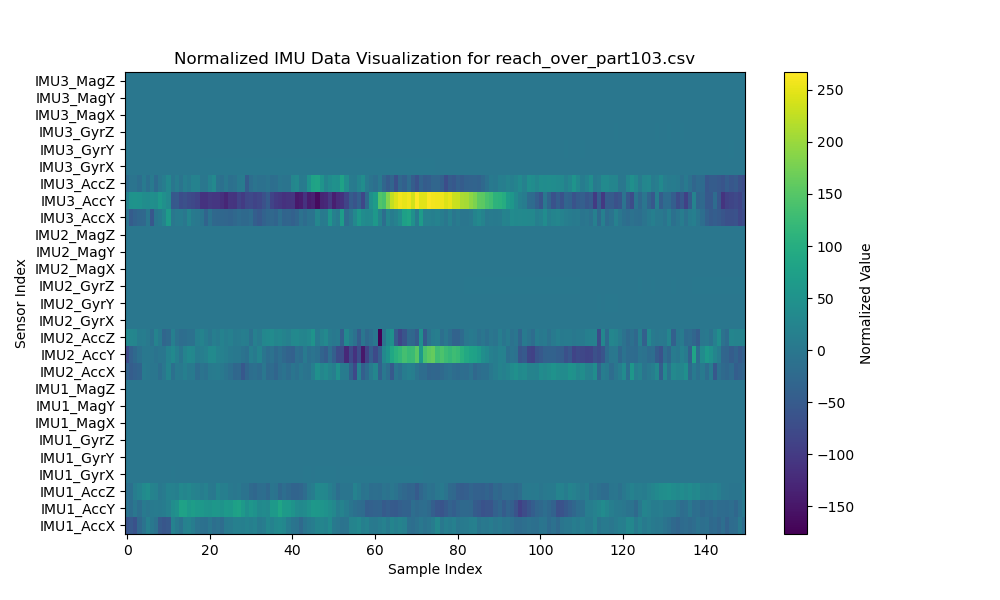 Normalized IMU Data Visualization for reach_over_part103.csv
IMU3_MagZ
IMU3_MagY
IMU3_MagX
IMU3_GyrZ
IMU3_GyrY
IMU3_GyrX
IMU3_AccZ
IMU3_AccY
IMU3_AccX
IMU2_MagZ
IMU2_MagY
IMU2_MagX
IMU2_GyrZ
IMU2_GyrY
IMU2_GyrX
IMU2_AccZ
IMU2_AccY
IMU2_AccX
IMU1_MagZ
IMU1_MagY
IMU1_MagX
IMU1_GyrZ
IMU1_GyrY
IMU1_GyrX
IMU1_AccZ
IMU1_AccY
IMU1_AccX
Sensor Index
0 20 40 60 80 100 120 140
Sample Index
250
200
150
100
50
0
−50
−100
−150
Normalized Value